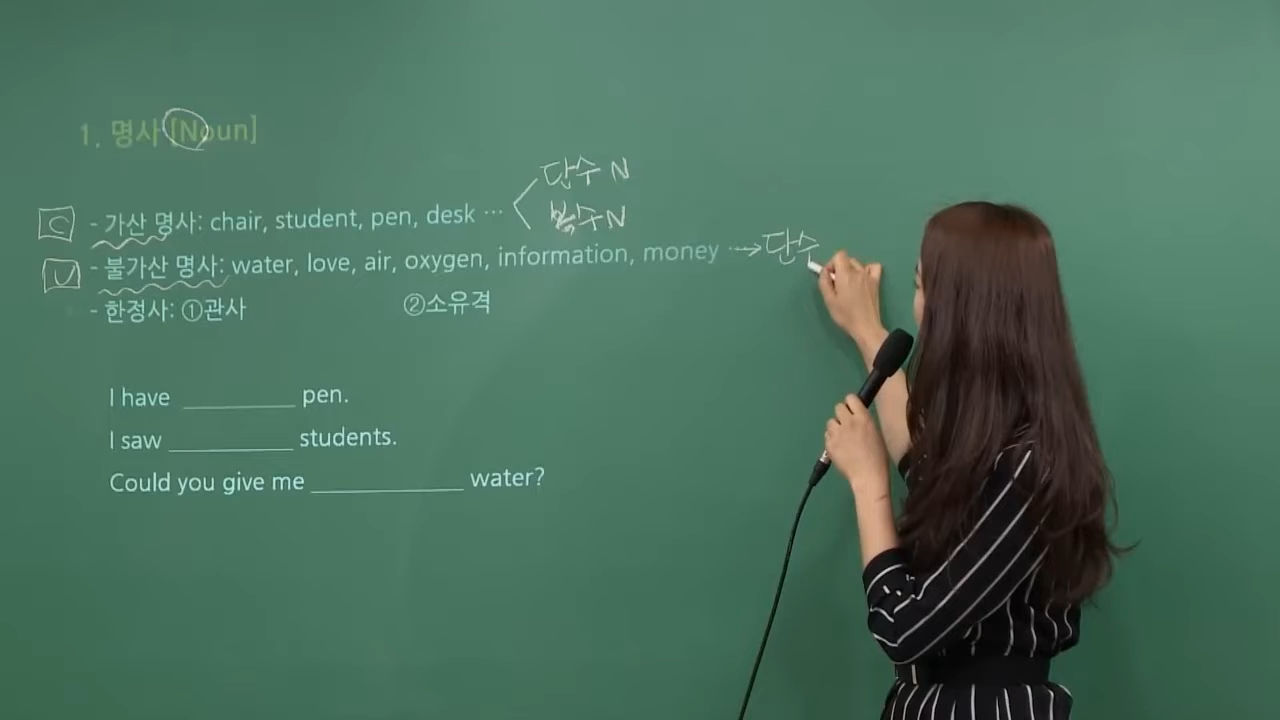 1. 명사 [Noun]
단수 N
C - 가산 명사: chair, student, pen, desk ···
복수 N
U - 불가산 명사: water, love, air, oxygen, information, money ··· → 단수
- 한정사: ①관사 ②소유격
I have ________ pen.
I saw ________ students.
Could you give me ________ water?